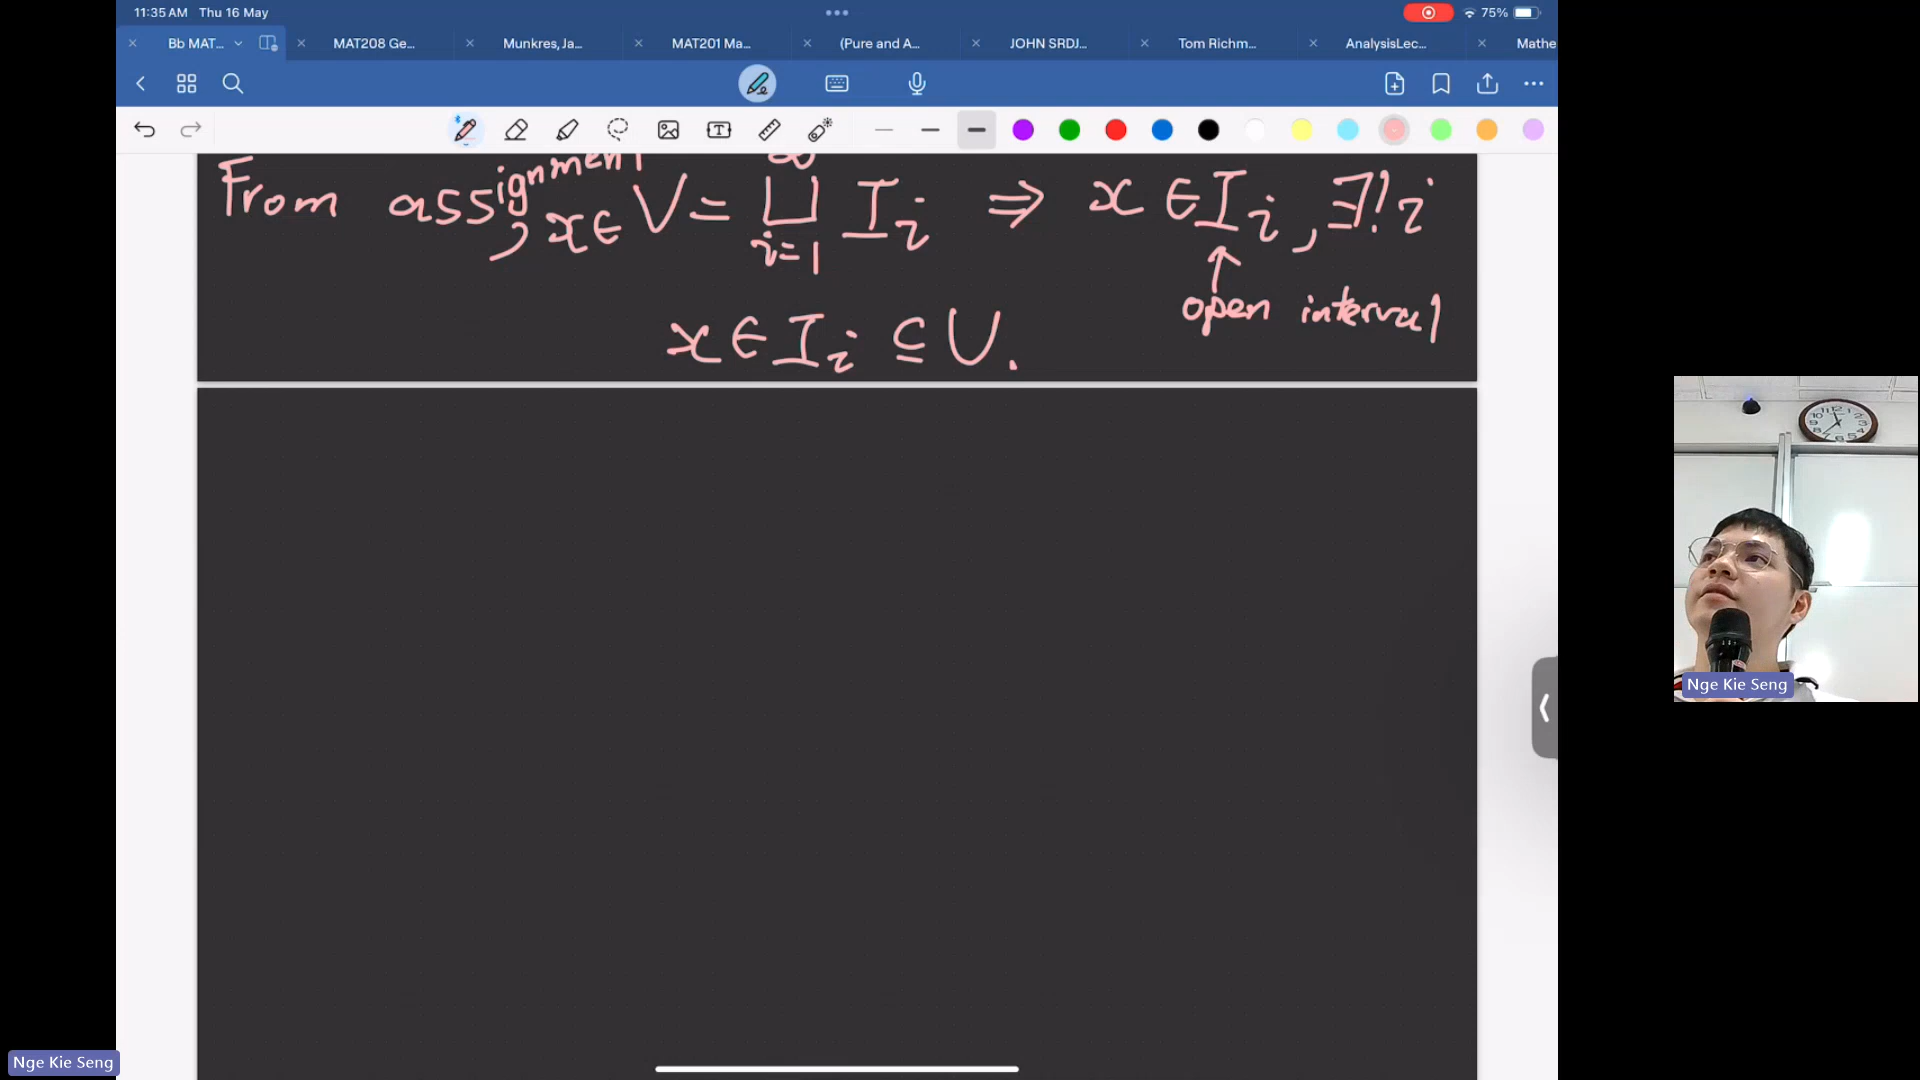 11:35 AM Thu 16 May
75%
Bb MAT...
MAT208 Ge...
Munkres, Ja...
MAT201 Ma...
(Pure and A...
JOHN SRDJ...
Tom Richm...
AnalysisLec...
Mathe
From assignment, x ∈ U = ⨆_{i=1}^{∞} I_i ⇒ x ∈ I_i, ∃! i
↑
open interval
x ∈ I_i ⊆ U.
Nge Kie Seng
Nge Kie Seng